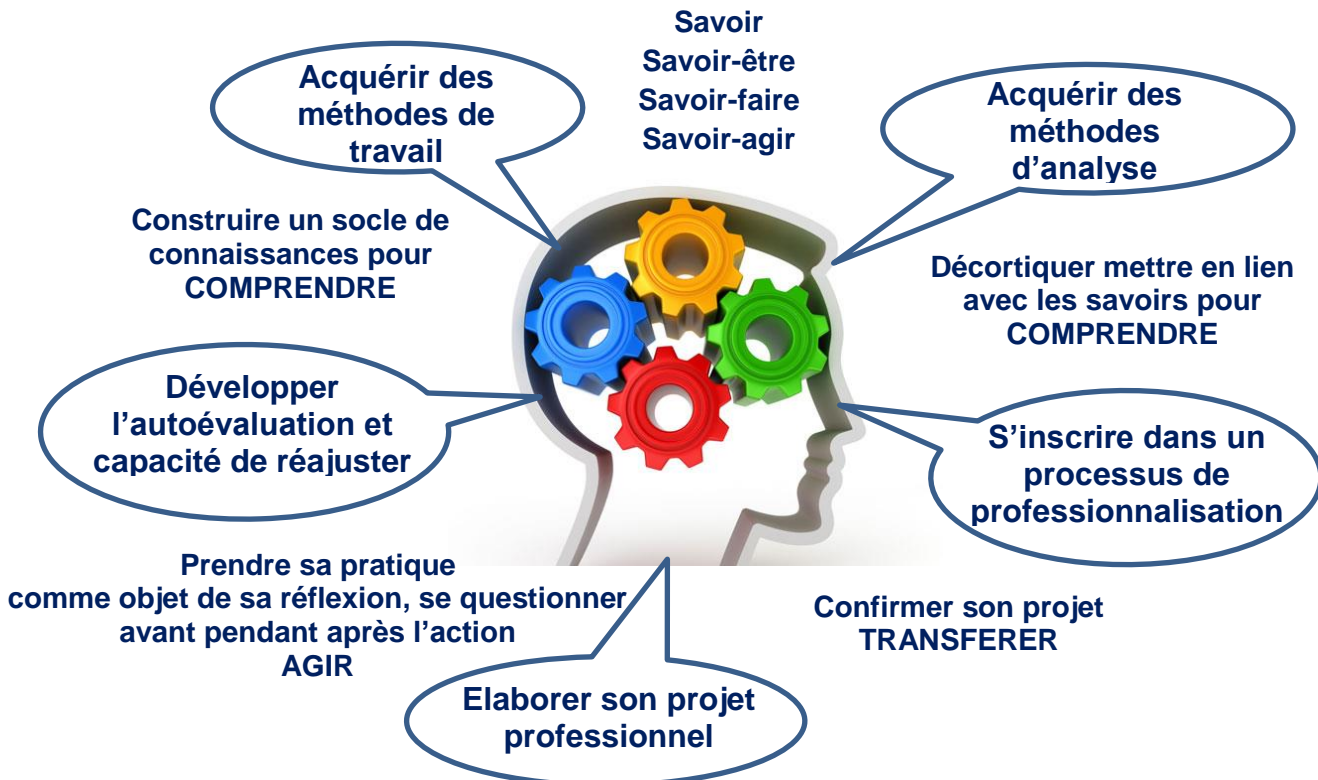 Savoir
Savoir-être
Savoir-faire
Savoir-agir
Acquérir des
méthodes de
travail
Acquérir des
méthodes
d’analyse
Construire un socle de
connaissances pour
COMPRENDRE
Décortiquer mettre en lien
avec les savoirs pour
COMPRENDRE
Développer
l’autoévaluation et
capacité de réajuster
S’inscrire dans un
processus de
professionnalisation
Prendre sa pratique
comme objet de sa réflexion, se questionner
avant pendant après l’action
AGIR
Confirmer son projet
TRANSFERER
Elaborer son projet
professionnel